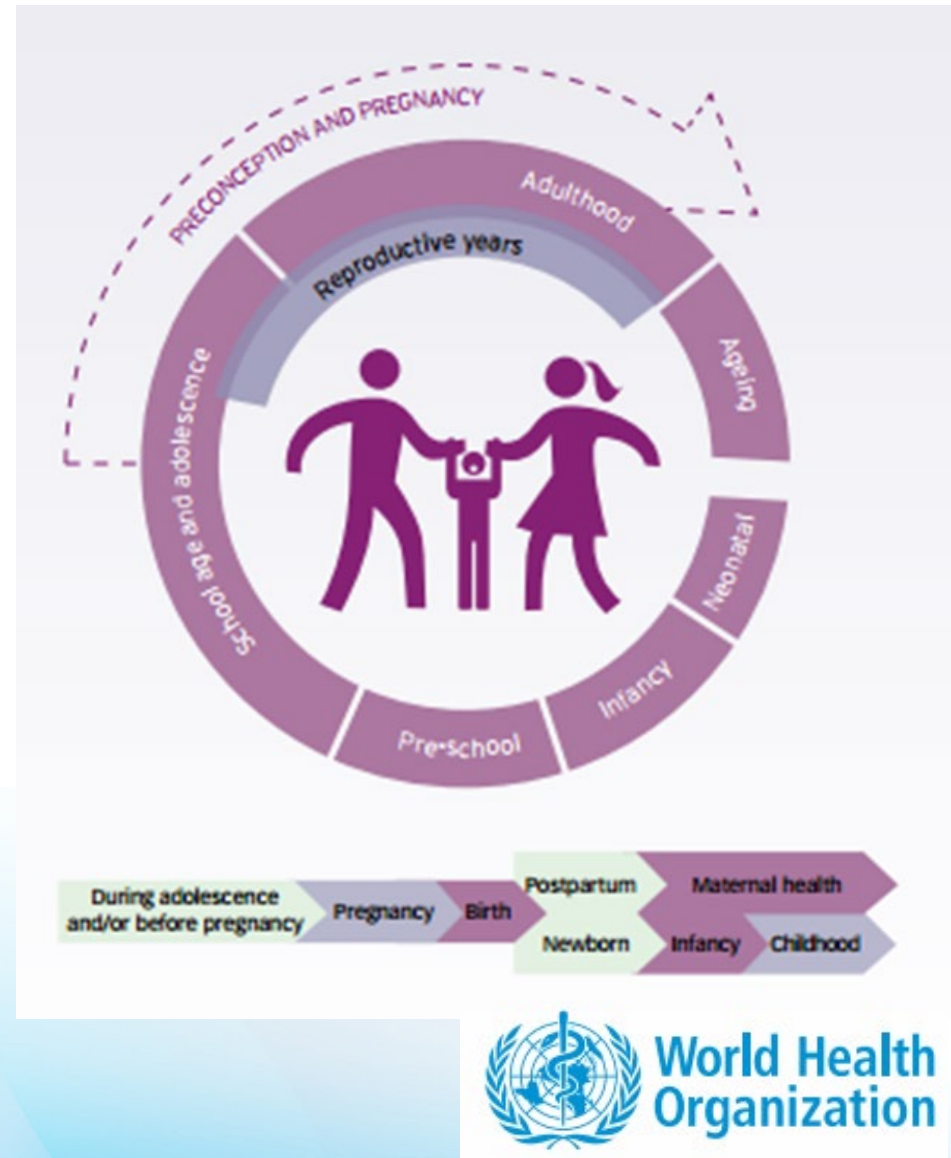 PRECONCEPTION AND PREGNANCY
Adulthood
Reproductive years
Ageing
School age and adolescence
Neonatal
Infancy
Pre-school
During adolescence
and/or before pregnancy
Pregnancy
Birth
Postpartum
Maternal health
Newborn
Infancy
Childhood
World Health
Organization